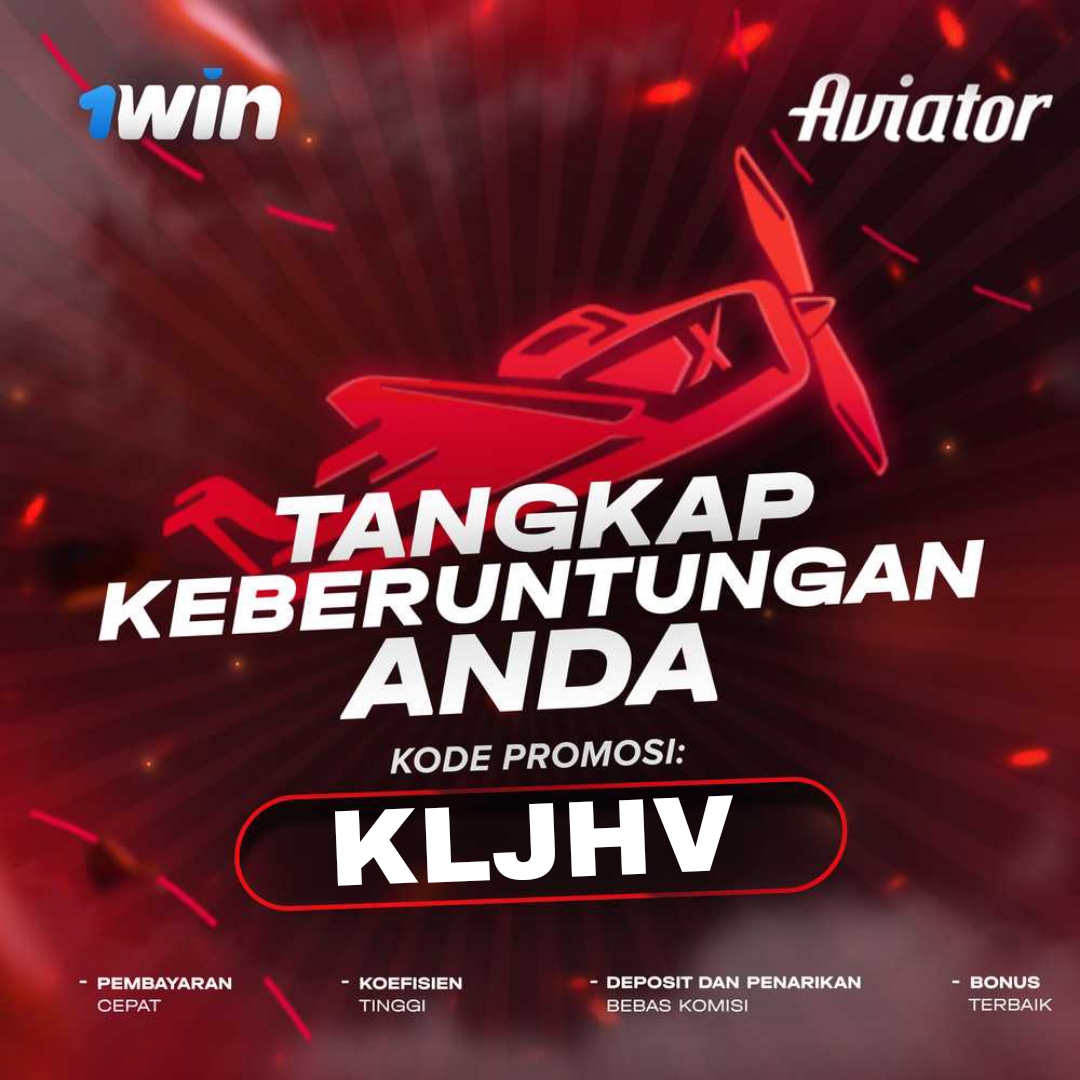 1win
Aviator
TANGKAP
KEBERUNTUNGAN
ANDA
KODE PROMOSI:
KLJHV
- PEMBAYARAN
CEPAT
- KOEFISIEN
TINGGI
- DEPOSIT DAN PENARIKAN
BEBAS KOMISI
- BONUS
TERBAIK